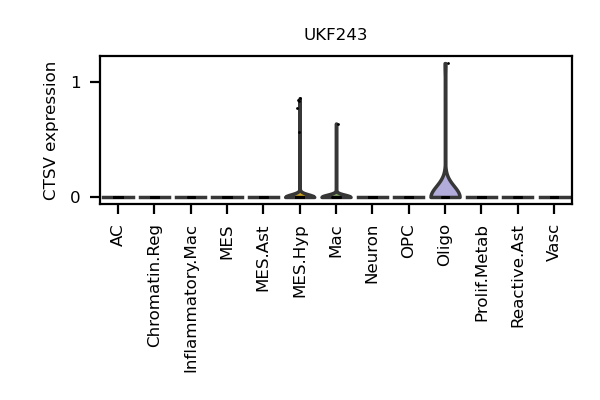 UKF243
CTSV expression
1
0
AC
Chromatin.Reg
Inflammatory.Mac
MES
MES.Ast
MES.Hyp
Mac
Neuron
OPC
Oligo
Prolif.Metab
Reactive.Ast
Vasc